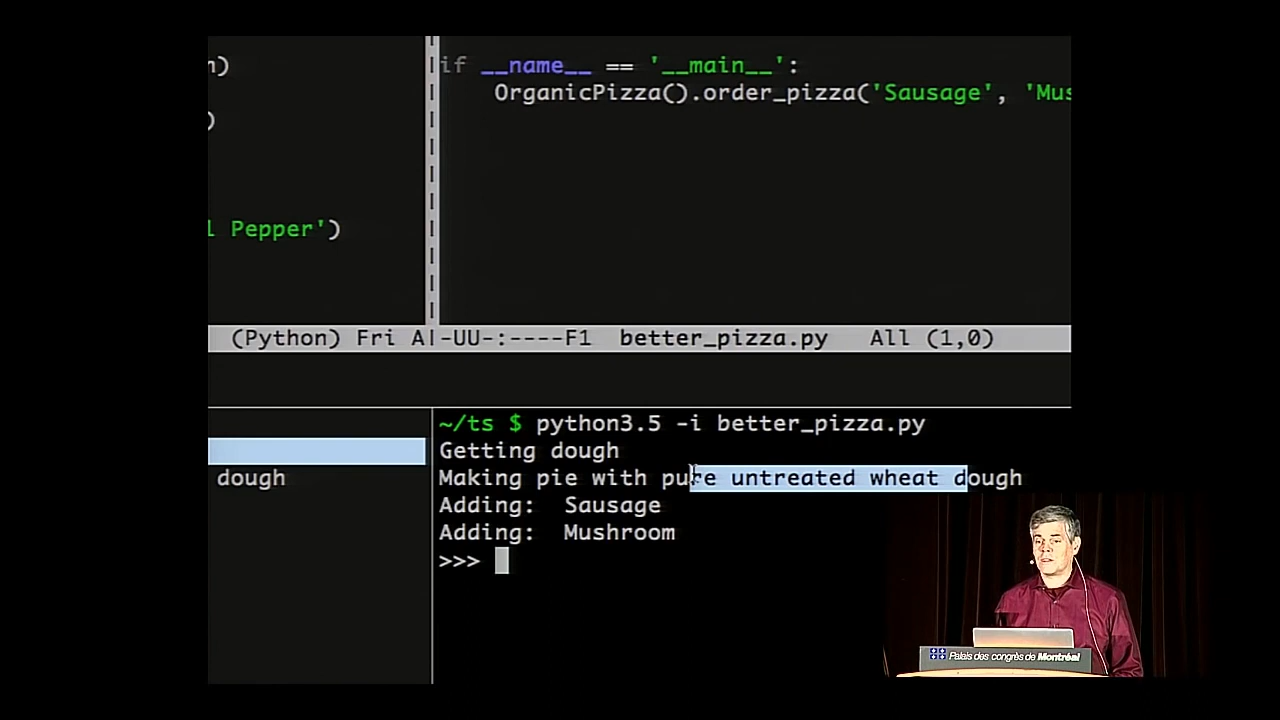 n)
)
l Pepper')
if __name__ == '__main__':
OrganicPizza().order_pizza('Sausage', 'Mus
(Python) Fri A
-UU-:----F1 better_pizza.py All (1,0)
dough
~/ts $ python3.5 -i better_pizza.py
Getting dough
Making pie with pure untreated wheat dough
Adding: Sausage
Adding: Mushroom
>>>
Palais des congrès de Montréal